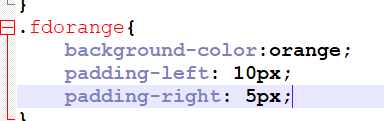 }
.fdorange{
background-color:orange;
padding-left: 10px;
padding-right: 5px;
}